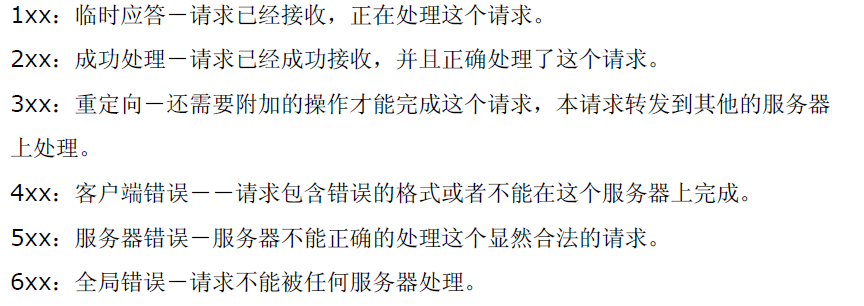 1xx：临时应答－请求已经接收，正在处理这个请求。
2xx：成功处理－请求已经成功接收，并且正确处理了这个请求。
3xx：重定向－还需要附加的操作才能完成这个请求，本请求转发到其他的服务器
上处理。
4xx：客户端错误－－请求包含错误的格式或者不能在这个服务器上完成。
5xx：服务器错误－服务器不能正确的处理这个显然合法的请求。
6xx：全局错误－请求不能被任何服务器处理。